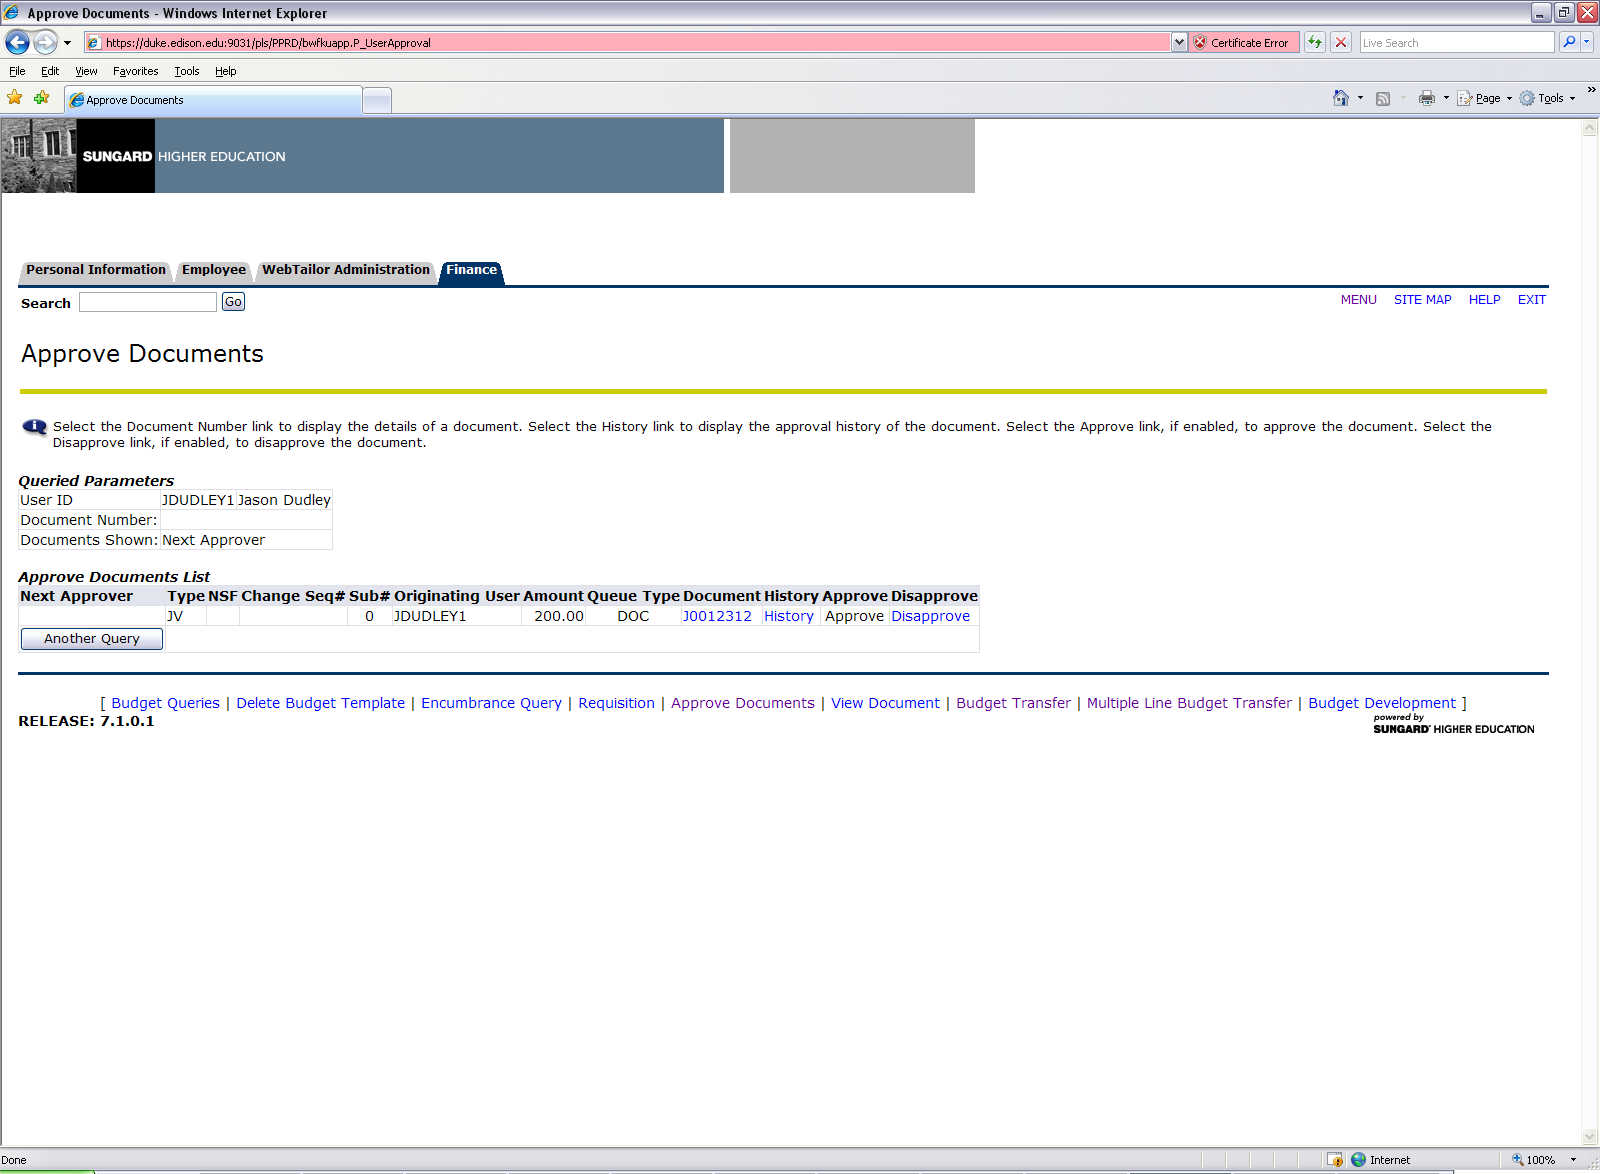 Approve Documents - Windows Internet Explorer
https://duke.edison.edu:9031/pls/PPRD/bwfkuapp.P_UserApproval
Certificate Error
Live Search
File Edit View Favorites Tools Help
Approve Documents
Page
Tools
SUNGARD HIGHER EDUCATION
Personal Information Employee WebTailor Administration Finance
Search Go
MENU SITE MAP HELP EXIT
Approve Documents
Select the Document Number link to display the details of a document. Select the History link to display the approval history of the document. Select the Approve link, if enabled, to approve the document. Select the
Disapprove link, if enabled, to disapprove the document.
Queried Parameters
User ID JDUDLEY1 Jason Dudley
Document Number:
Documents Shown: Next Approver
Approve Documents List
Next Approver Type NSF Change Seq# Sub# Originating User Amount Queue Type Document History Approve Disapprove
JV 0 JDUDLEY1 200.00 DOC J0012312 History Approve Disapprove
Another Query
[ Budget Queries | Delete Budget Template | Encumbrance Query | Requisition | Approve Documents | View Document | Budget Transfer | Multiple Line Budget Transfer | Budget Development ]
RELEASE: 7.1.0.1
powered by
SUNGARD HIGHER EDUCATION
Done
Internet
100%